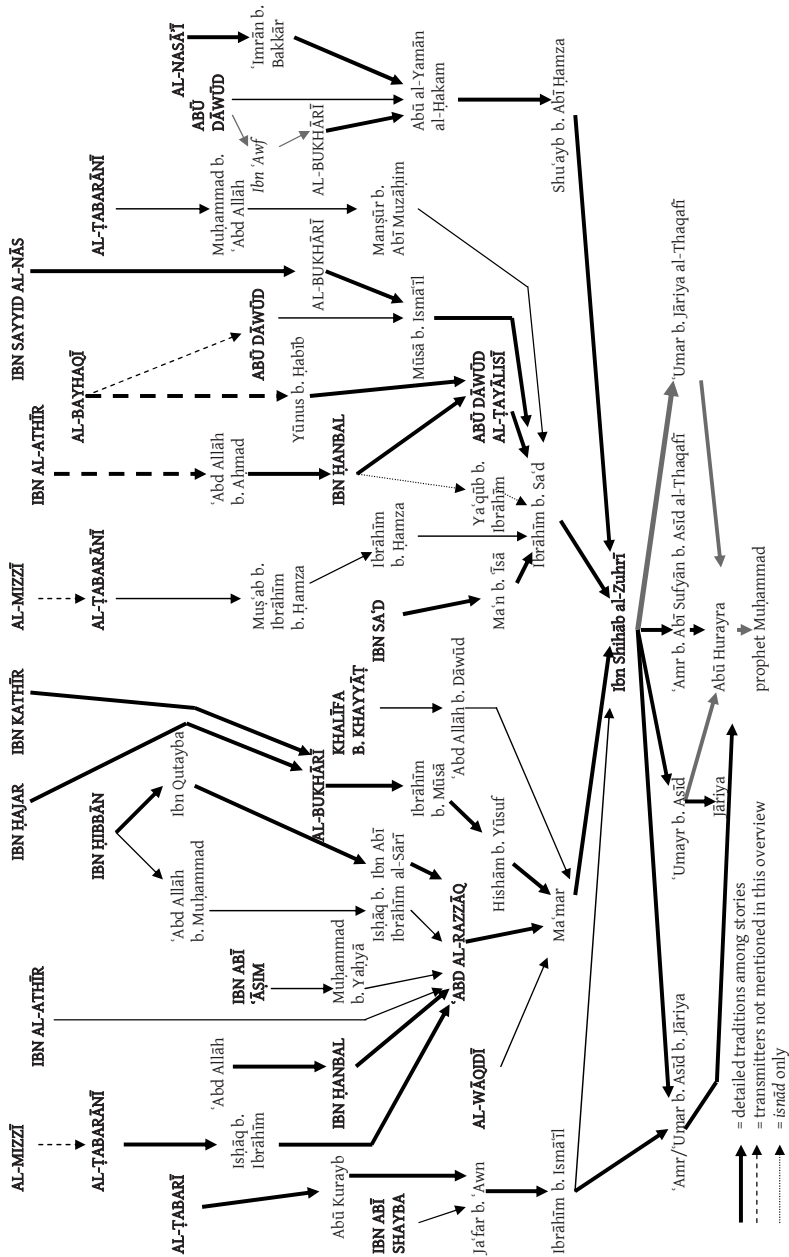 AL-MIZZĪ
IBN AL-ATHĪR
IBN ḤAJAR
IBN KATHĪR
AL-MIZZĪ
IBN AL-ATHĪR
IBN SAYYID AL-NĀS
AL-ṬABARĀNĪ
IBN ḤIBBĀN
AL-ṬABARĀNĪ
AL-BAYHAQĪ
AL-ṬABARĀNĪ
AL-ṬABARĪ
ʿAbd Allāh
b. Muḥammad
Ibn Qutayba
AL-NASĀʾĪ
ABŪ
DĀWŪD
Isḥāq b.
Ibrāhīm
ʿAbd Allāh
IBN ABĪ
ʿĀṢIM
Muṣʿab b.
Ibrāhīm
b. Ḥamza
ʿAbd Allāh
b. Aḥmad
ABŪ DĀWŪD
Muḥammad b.
ʿAbd Allāh
Ibn ʿAwf
ʿImrān b.
Bakkār
Abū Kurayb
IBN ḤANBAL
Muḥammad
b. Yaḥyā
AL-BUKHĀRĪ
KHALĪFA
B. KHAYYĀṬ
IBN ḤANBAL
Yūnus b. Ḥabīb
AL-BUKHĀRĪ
AL-BUKHĀRĪ
IBN ABĪ
SHAYBA
Isḥāq b.
Ibrāhīm
Ibn Abī
al-Sārī
Ibrāhīm
b. Mūsā
IBN SAʿD
Ibrāhīm
b. Ḥamza
Mūsā b. Ismāʿīl
Manṣūr b.
Abī Muzāḥim
Abū al-Yamān
al-Ḥakam
Jaʿfar b. ʿAwn
AL-WĀQIDĪ
ʿABD AL-RAZZĀQ
Hishām b. Yūsuf
ʿAbd Allāh b. Dāwūd
Maʿn b. ʿĪsā
Yaʿqūb b.
Ibrāhīm
ABŪ DĀWŪD
AL-ṬAYĀLISĪ
Ibrāhīm b. Ismāʿīl
Maʿmar
Ibrāhīm b. Saʿd
Shuʿayb b. Abī Ḥamza
Ibn Shihāb al-Zuhrī
ʿAmr/ʿUmar b. Asīd b. Jāriya
ʿUmayr b. Asīd
ʿAmr b. Abī Sufyān b. Asīd al-Thaqafī
ʿUmar b. Jāriya al-Thaqafī
Jāriya
Abū Hurayra
prophet Muḥammad
= detailed traditions among stories
= transmitters not mentioned in this overview
= isnād only